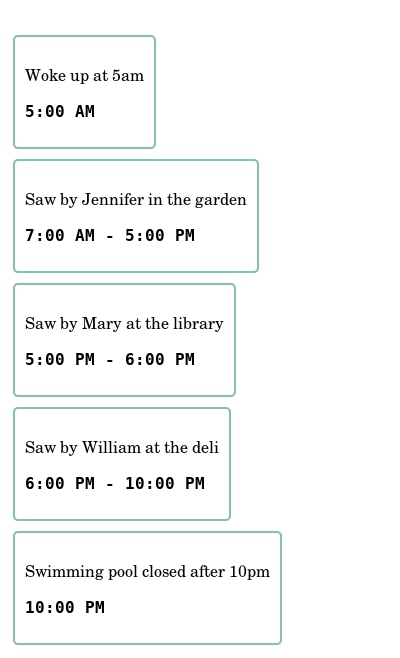 Woke up at 5am
5:00 AM
Saw by Jennifer in the garden
7:00 AM - 5:00 PM
Saw by Mary at the library
5:00 PM - 6:00 PM
Saw by William at the deli
6:00 PM - 10:00 PM
Swimming pool closed after 10pm
10:00 PM